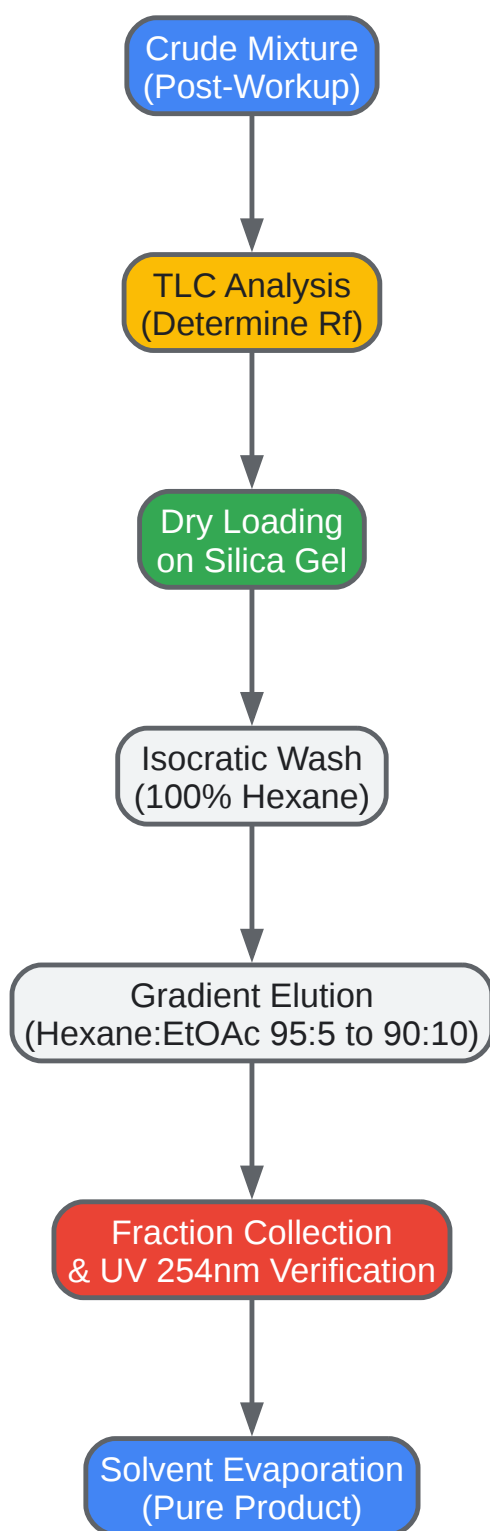 Crude Mixture
(Post-Workup)
TLC Analysis
(Determine Rf)
Dry Loading
on Silica Gel
Isocratic Wash
(100% Hexane)
Gradient Elution
(Hexane:EtOAc 95:5 to 90:10)
Fraction Collection
& UV 254nm Verification
Solvent Evaporation
(Pure Product)